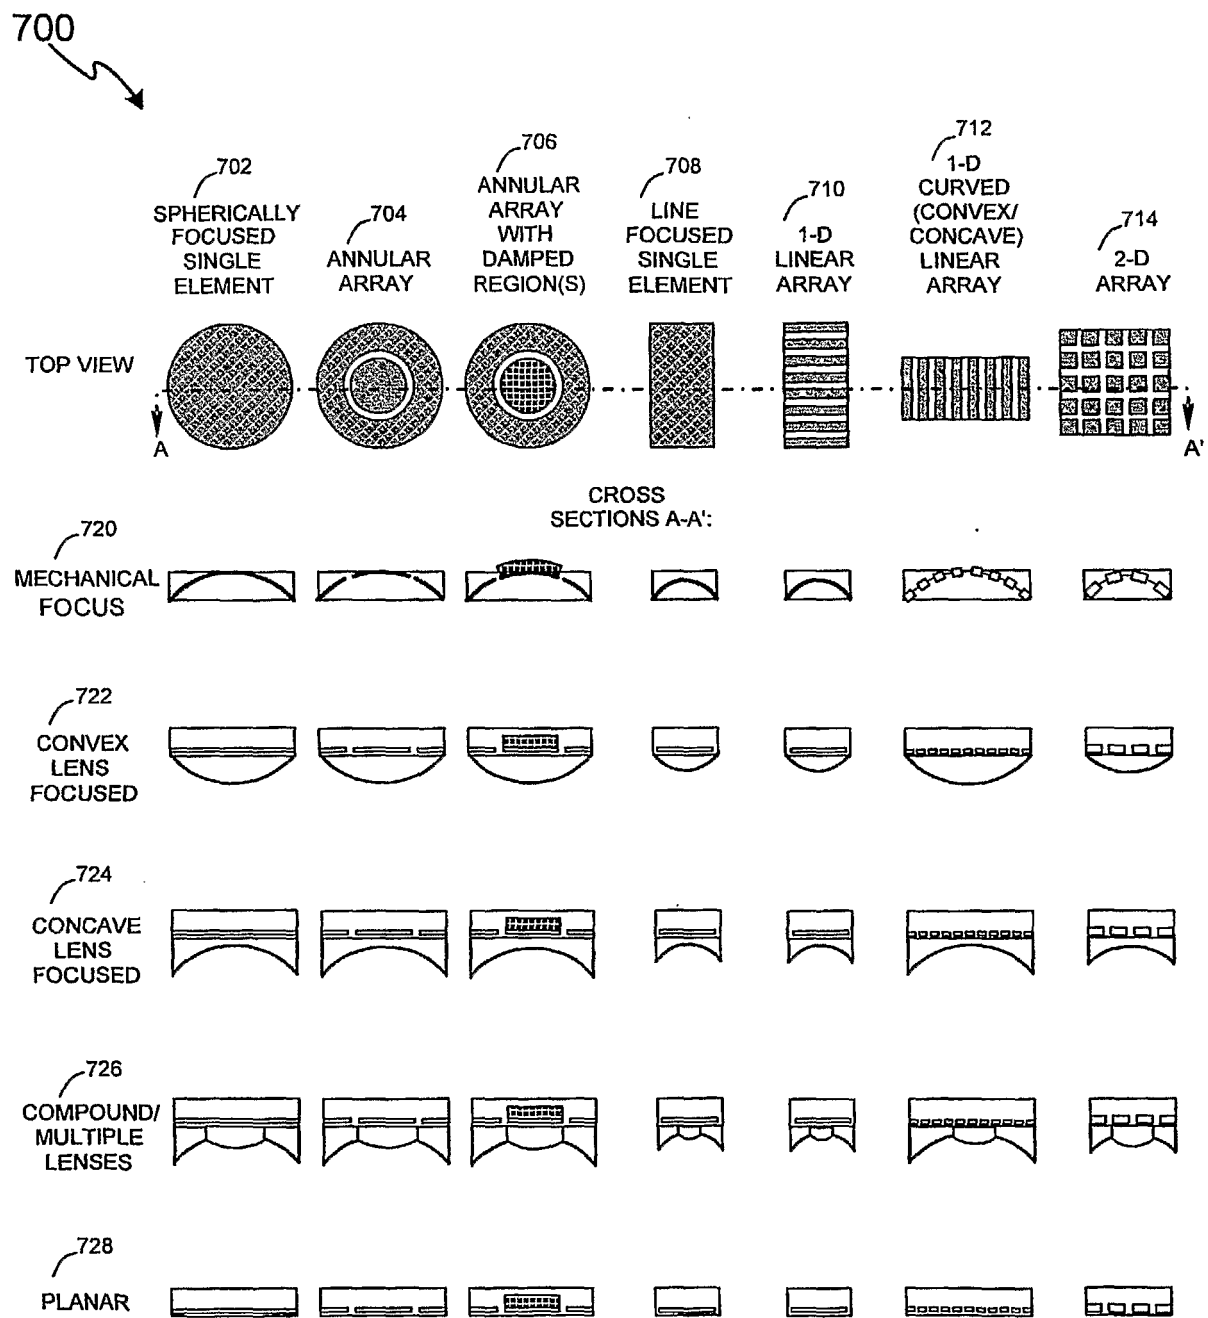 700
702
SPHERICALLY
FOCUSED
SINGLE
ELEMENT
704
ANNULAR
ARRAY
706
ANNULAR
ARRAY
WITH
DAMPED
REGION(S)
708
LINE
FOCUSED
SINGLE
ELEMENT
710
1-D
LINEAR
ARRAY
712
1-D
CURVED
(CONVEX/
CONCAVE)
LINEAR
ARRAY
714
2-D
ARRAY
TOP VIEW
A
A'
CROSS
SECTIONS A-A':
720
MECHANICAL
FOCUS
722
CONVEX
LENS
FOCUSED
724
CONCAVE
LENS
FOCUSED
726
COMPOUND/
MULTIPLE
LENSES
728
PLANAR